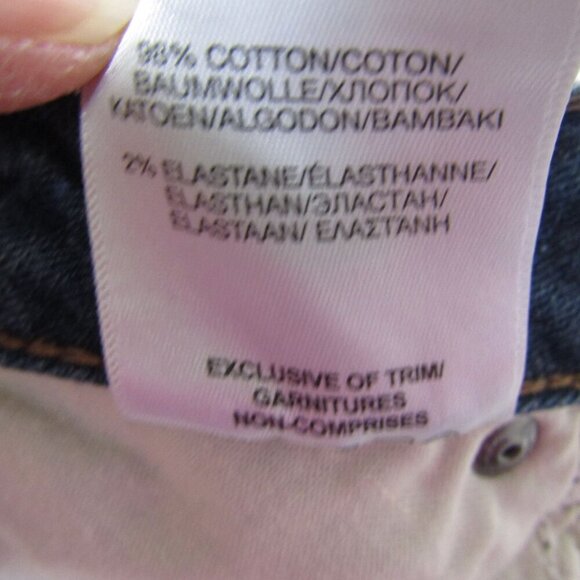 98% COTTON/COTON/
BAUMWOLLE/ХЛОПОК/
KATOEN/ALGODON/ΒΑΜΒΆΚΙ
2% ELASTANE/ÉLASTHANNE/
ELASTHAN/ЭЛАСТАН/
ELASTAAN/ ΕΛΑΣΤΑΝΗ
EXCLUSIVE OF TRIM/
GARNITURES
NON-COMPRISES